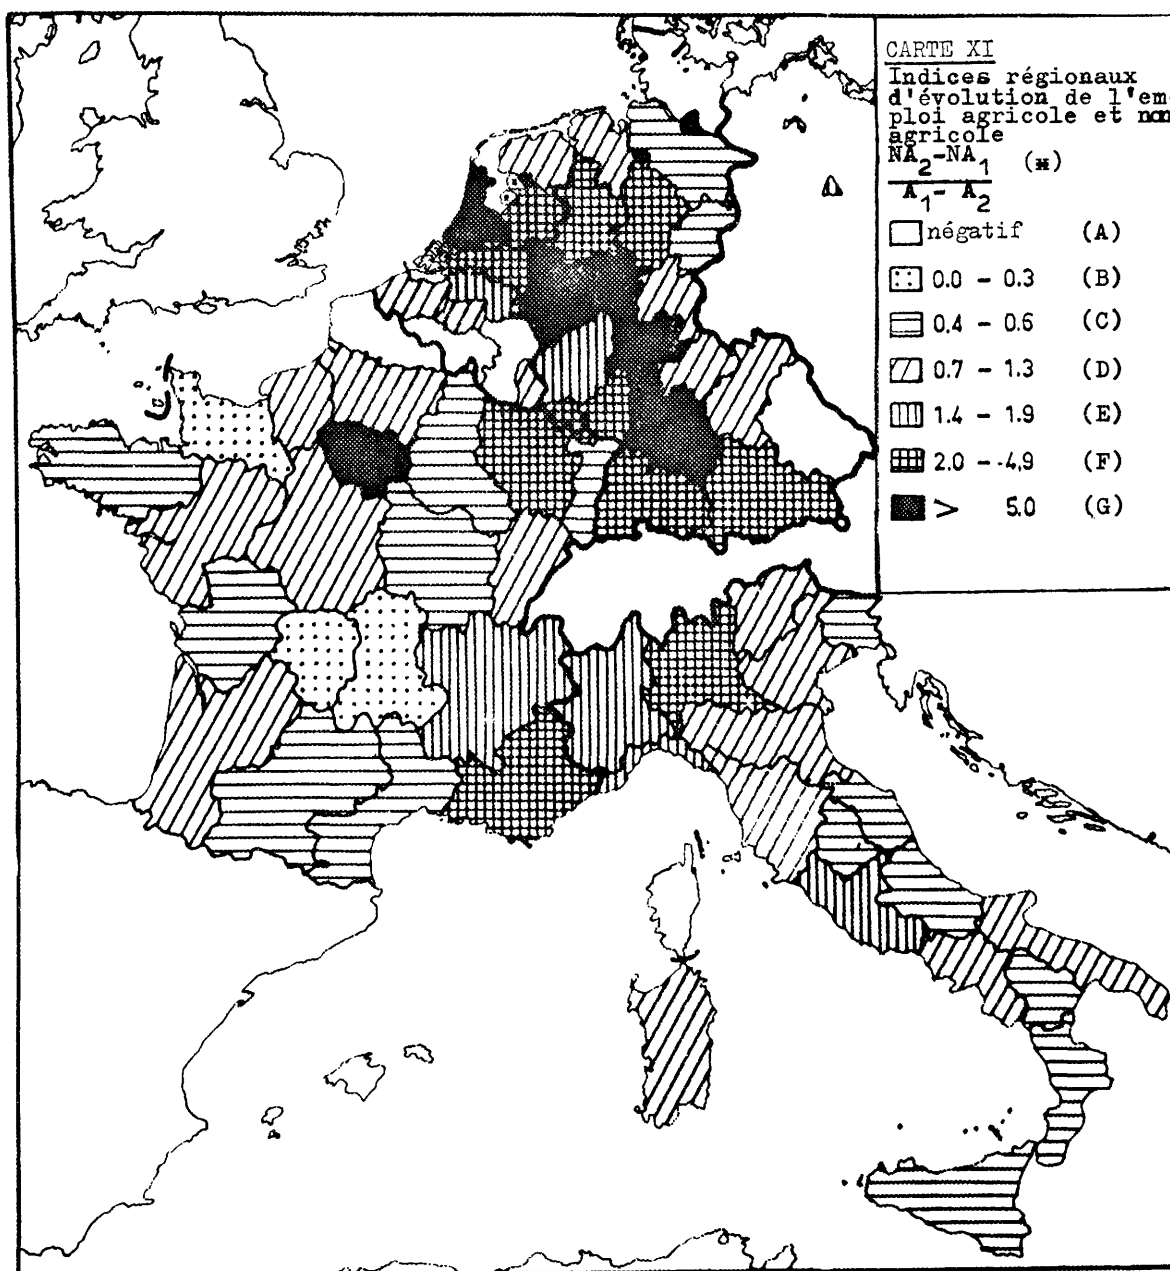 CARTE XI
Indices régionaux
d'évolution de l'em
ploi agricole et non
agricole
NA2-NA1 (ж)
A1- A2
négatif (A)
0.0 - 0.3 (B)
0.4 - 0.6 (C)
0.7 - 1.3 (D)
1.4 - 1.9 (E)
2.0 - 4,9 (F)
> 5.0 (G)